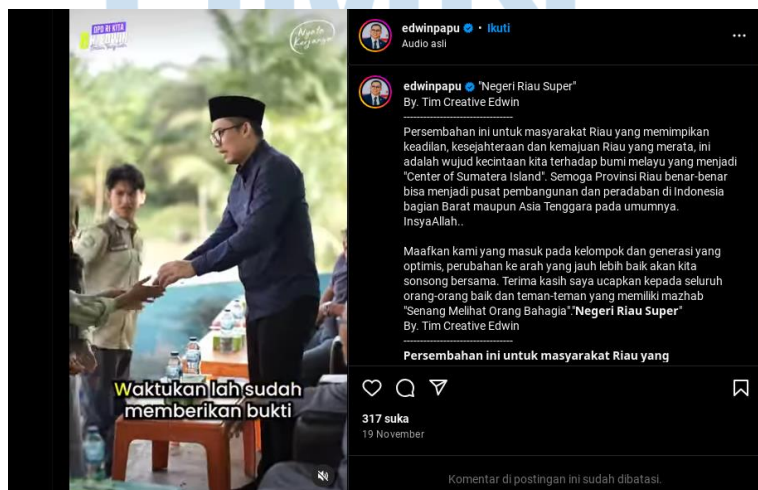 DPD RI KITA
Nyata
Kerjanya
Waktukan lah sudah
memberikan bukti
edwinpapu • Ikuti
Audio asli
edwinpapu "Negeri Riau Super"
By. Tim Creative Edwin
---------------------------------
Persembahan ini untuk masyarakat Riau yang memimpikan
keadilan, kesejahteraan dan kemajuan Riau yang merata, ini
adalah wujud kecintaan kita terhadap bumi melayu yang menjadi
"Center of Sumatera Island". Semoga Provinsi Riau benar-benar
bisa menjadi pusat pembangunan dan peradaban di Indonesia
bagian Barat maupun Asia Tenggara pada umumnya.
InsyaAllah..
Maafkan kami yang masuk pada kelompok dan generasi yang
optimis, perubahan ke arah yang jauh lebih baik akan kita
sonsong bersama. Terima kasih saya ucapkan kepada seluruh
orang-orang baik dan teman-teman yang memiliki mazhab
"Senang Melihat Orang Bahagia"."Negeri Riau Super"
By. Tim Creative Edwin
---------------------------------
Persembahan ini untuk masyarakat Riau yang
317 suka
19 November
Komentar di postingan ini sudah dibatasi.